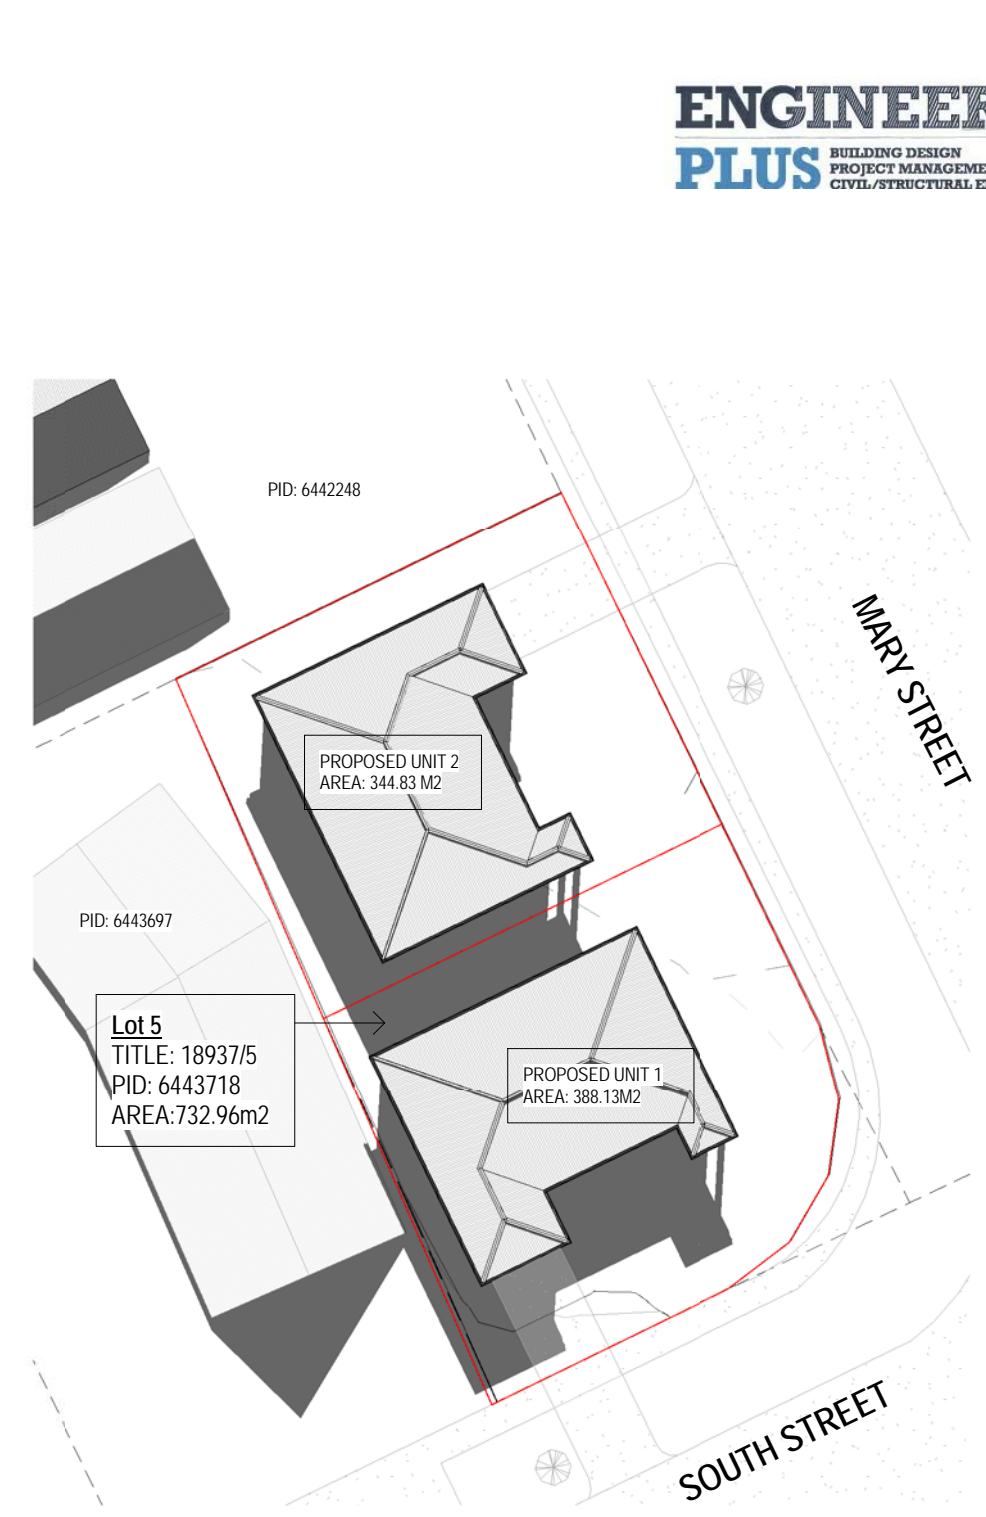 ENGINEER
PLUS
BUILDING DESIGN
PROJECT MANAGEME
CIVIL/STRUCTURAL E
PID: 6442248
MARY STREET
PROPOSED UNIT 2
AREA: 344.83 M2
PID: 6443697
Lot 5
TITLE: 18937/5
PID: 6443718
AREA:732.96m2
PROPOSED UNIT 1
AREA: 388.13M2
SOUTH STREET